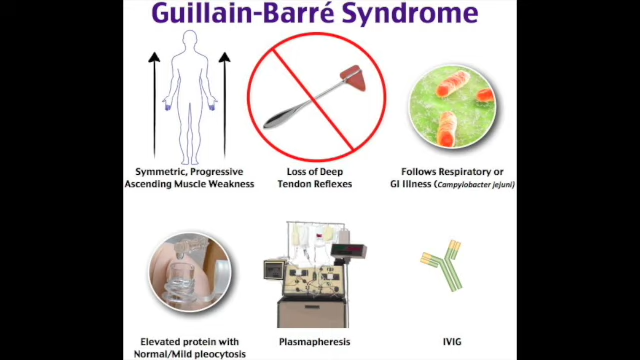 Guillain-Barré Syndrome
Symmetric, Progressive
Ascending Muscle Weakness
Loss of Deep
Tendon Reflexes
Follows Respiratory or
GI Illness (Campylobacter jejuni)
Elevated protein with
Normal/Mild pleocytosis
Plasmapheresis
IVIG